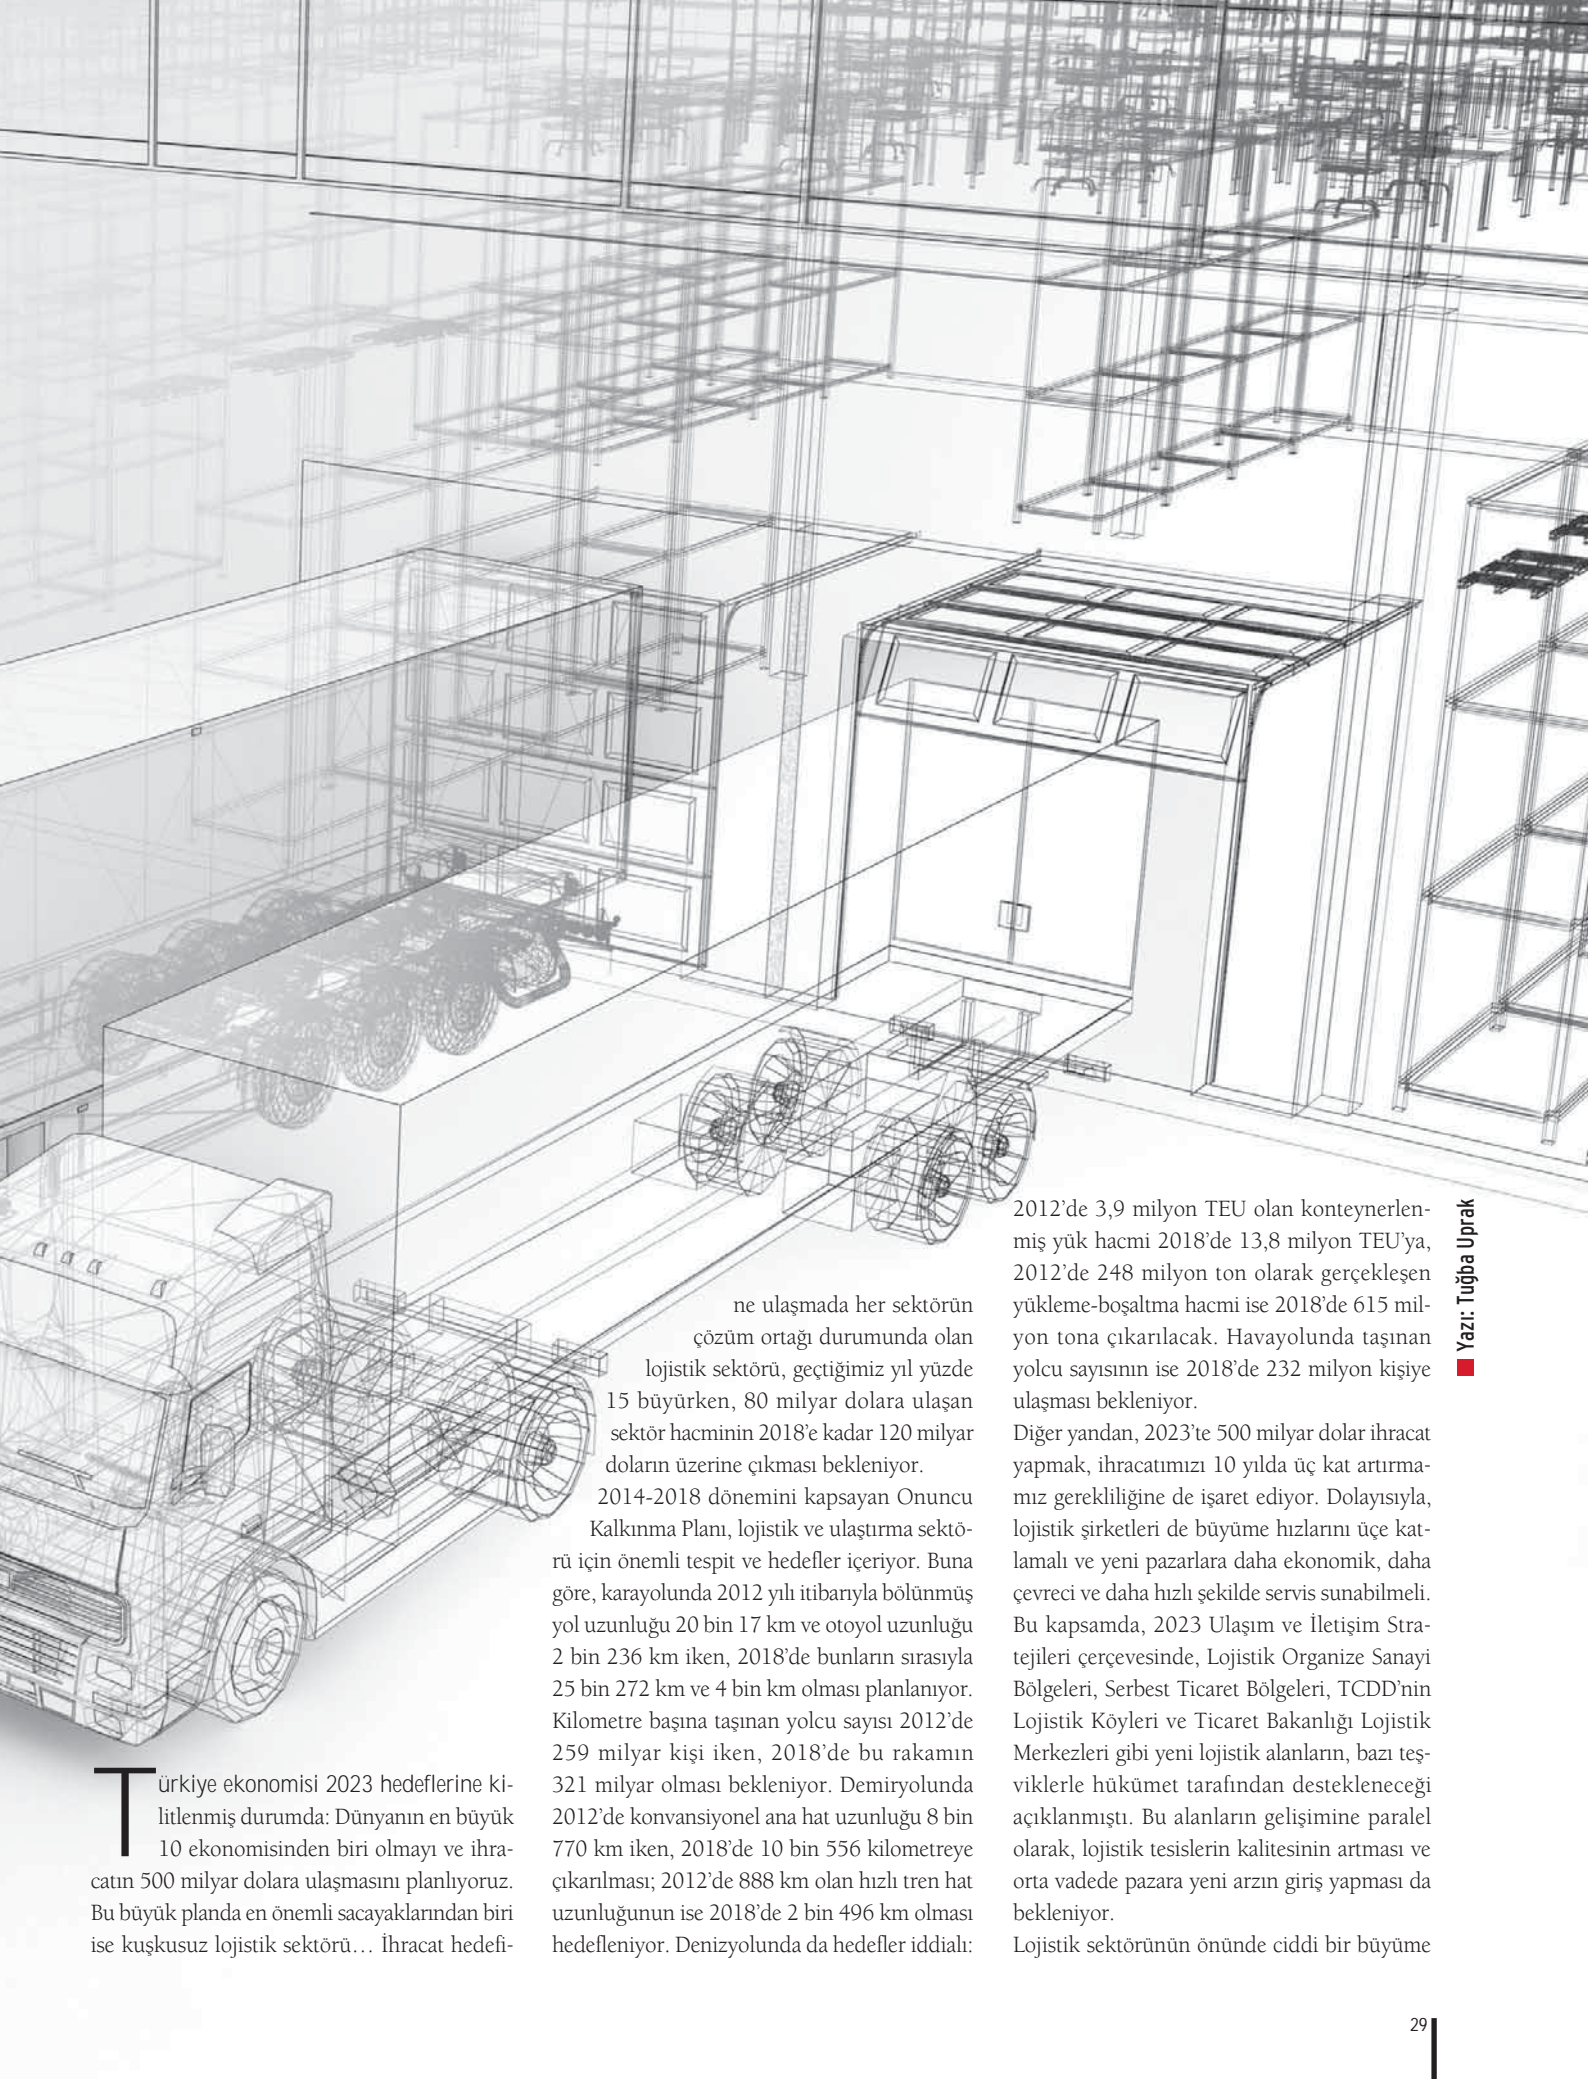 Türkiye ekonomisi 2023 hedeflerine ki-
litlenmiş durumda: Dünyanın en büyük
10 ekonomisinden biri olmayı ve ihra-
catın 500 milyar dolara ulaşmasını planlıyoruz.
Bu büyük planda en önemli sacayaklarından biri
ise kuşkusuz lojistik sektörü… İhracat hedefi-
ne ulaşmada her sektörün
çözüm ortağı durumunda olan
lojistik sektörü, geçtiğimiz yıl yüzde
15 büyürken, 80 milyar dolara ulaşan
sektör hacminin 2018’e kadar 120 milyar
doların üzerine çıkması bekleniyor.
2014-2018 dönemini kapsayan Onuncu
Kalkınma Planı, lojistik ve ulaştırma sektö-
rü için önemli tespit ve hedefler içeriyor. Buna
göre, karayolunda 2012 yılı itibarıyla bölünmüş
yol uzunluğu 20 bin 17 km ve otoyol uzunluğu
2 bin 236 km iken, 2018’de bunların sırasıyla
25 bin 272 km ve 4 bin km olması planlanıyor.
Kilometre başına taşınan yolcu sayısı 2012’de
259 milyar kişi iken, 2018’de bu rakamın
321 milyar olması bekleniyor. Demiryolunda
2012’de konvansiyonel ana hat uzunluğu 8 bin
770 km iken, 2018’de 10 bin 556 kilometreye
çıkarılması; 2012’de 888 km olan hızlı tren hat
uzunluğunun ise 2018’de 2 bin 496 km olması
hedefleniyor. Denizyolunda da hedefler iddialı:
2012’de 3,9 milyon TEU olan konteynerlen-
miş yük hacmi 2018’de 13,8 milyon TEU’ya,
2012’de 248 milyon ton olarak gerçekleşen
yükleme-boşaltma hacmi ise 2018’de 615 mil-
yon tona çıkarılacak. Havayolunda taşınan
yolcu sayısının ise 2018’de 232 milyon kişiye
ulaşması bekleniyor.
Diğer yandan, 2023’te 500 milyar dolar ihracat
yapmak, ihracatımızı 10 yılda üç kat artırma-
mız gerekliliğine de işaret ediyor. Dolayısıyla,
lojistik şirketleri de büyüme hızlarını üçe kat-
lamalı ve yeni pazarlara daha ekonomik, daha
çevreci ve daha hızlı şekilde servis sunabilmeli.
Bu kapsamda, 2023 Ulaşım ve İletişim Stra-
tejileri çerçevesinde, Lojistik Organize Sanayi
Bölgeleri, Serbest Ticaret Bölgeleri, TCDD’nin
Lojistik Köyleri ve Ticaret Bakanlığı Lojistik
Merkezleri gibi yeni lojistik alanların, bazı teş-
viklerle hükümet tarafından destekleneceği
açıklanmıştı. Bu alanların gelişimine paralel
olarak, lojistik tesislerin kalitesinin artması ve
orta vadede pazara yeni arzın giriş yapması da
bekleniyor.
Lojistik sektörünün önünde ciddi bir büyüme
Yazı: Tuğba Uprak
29